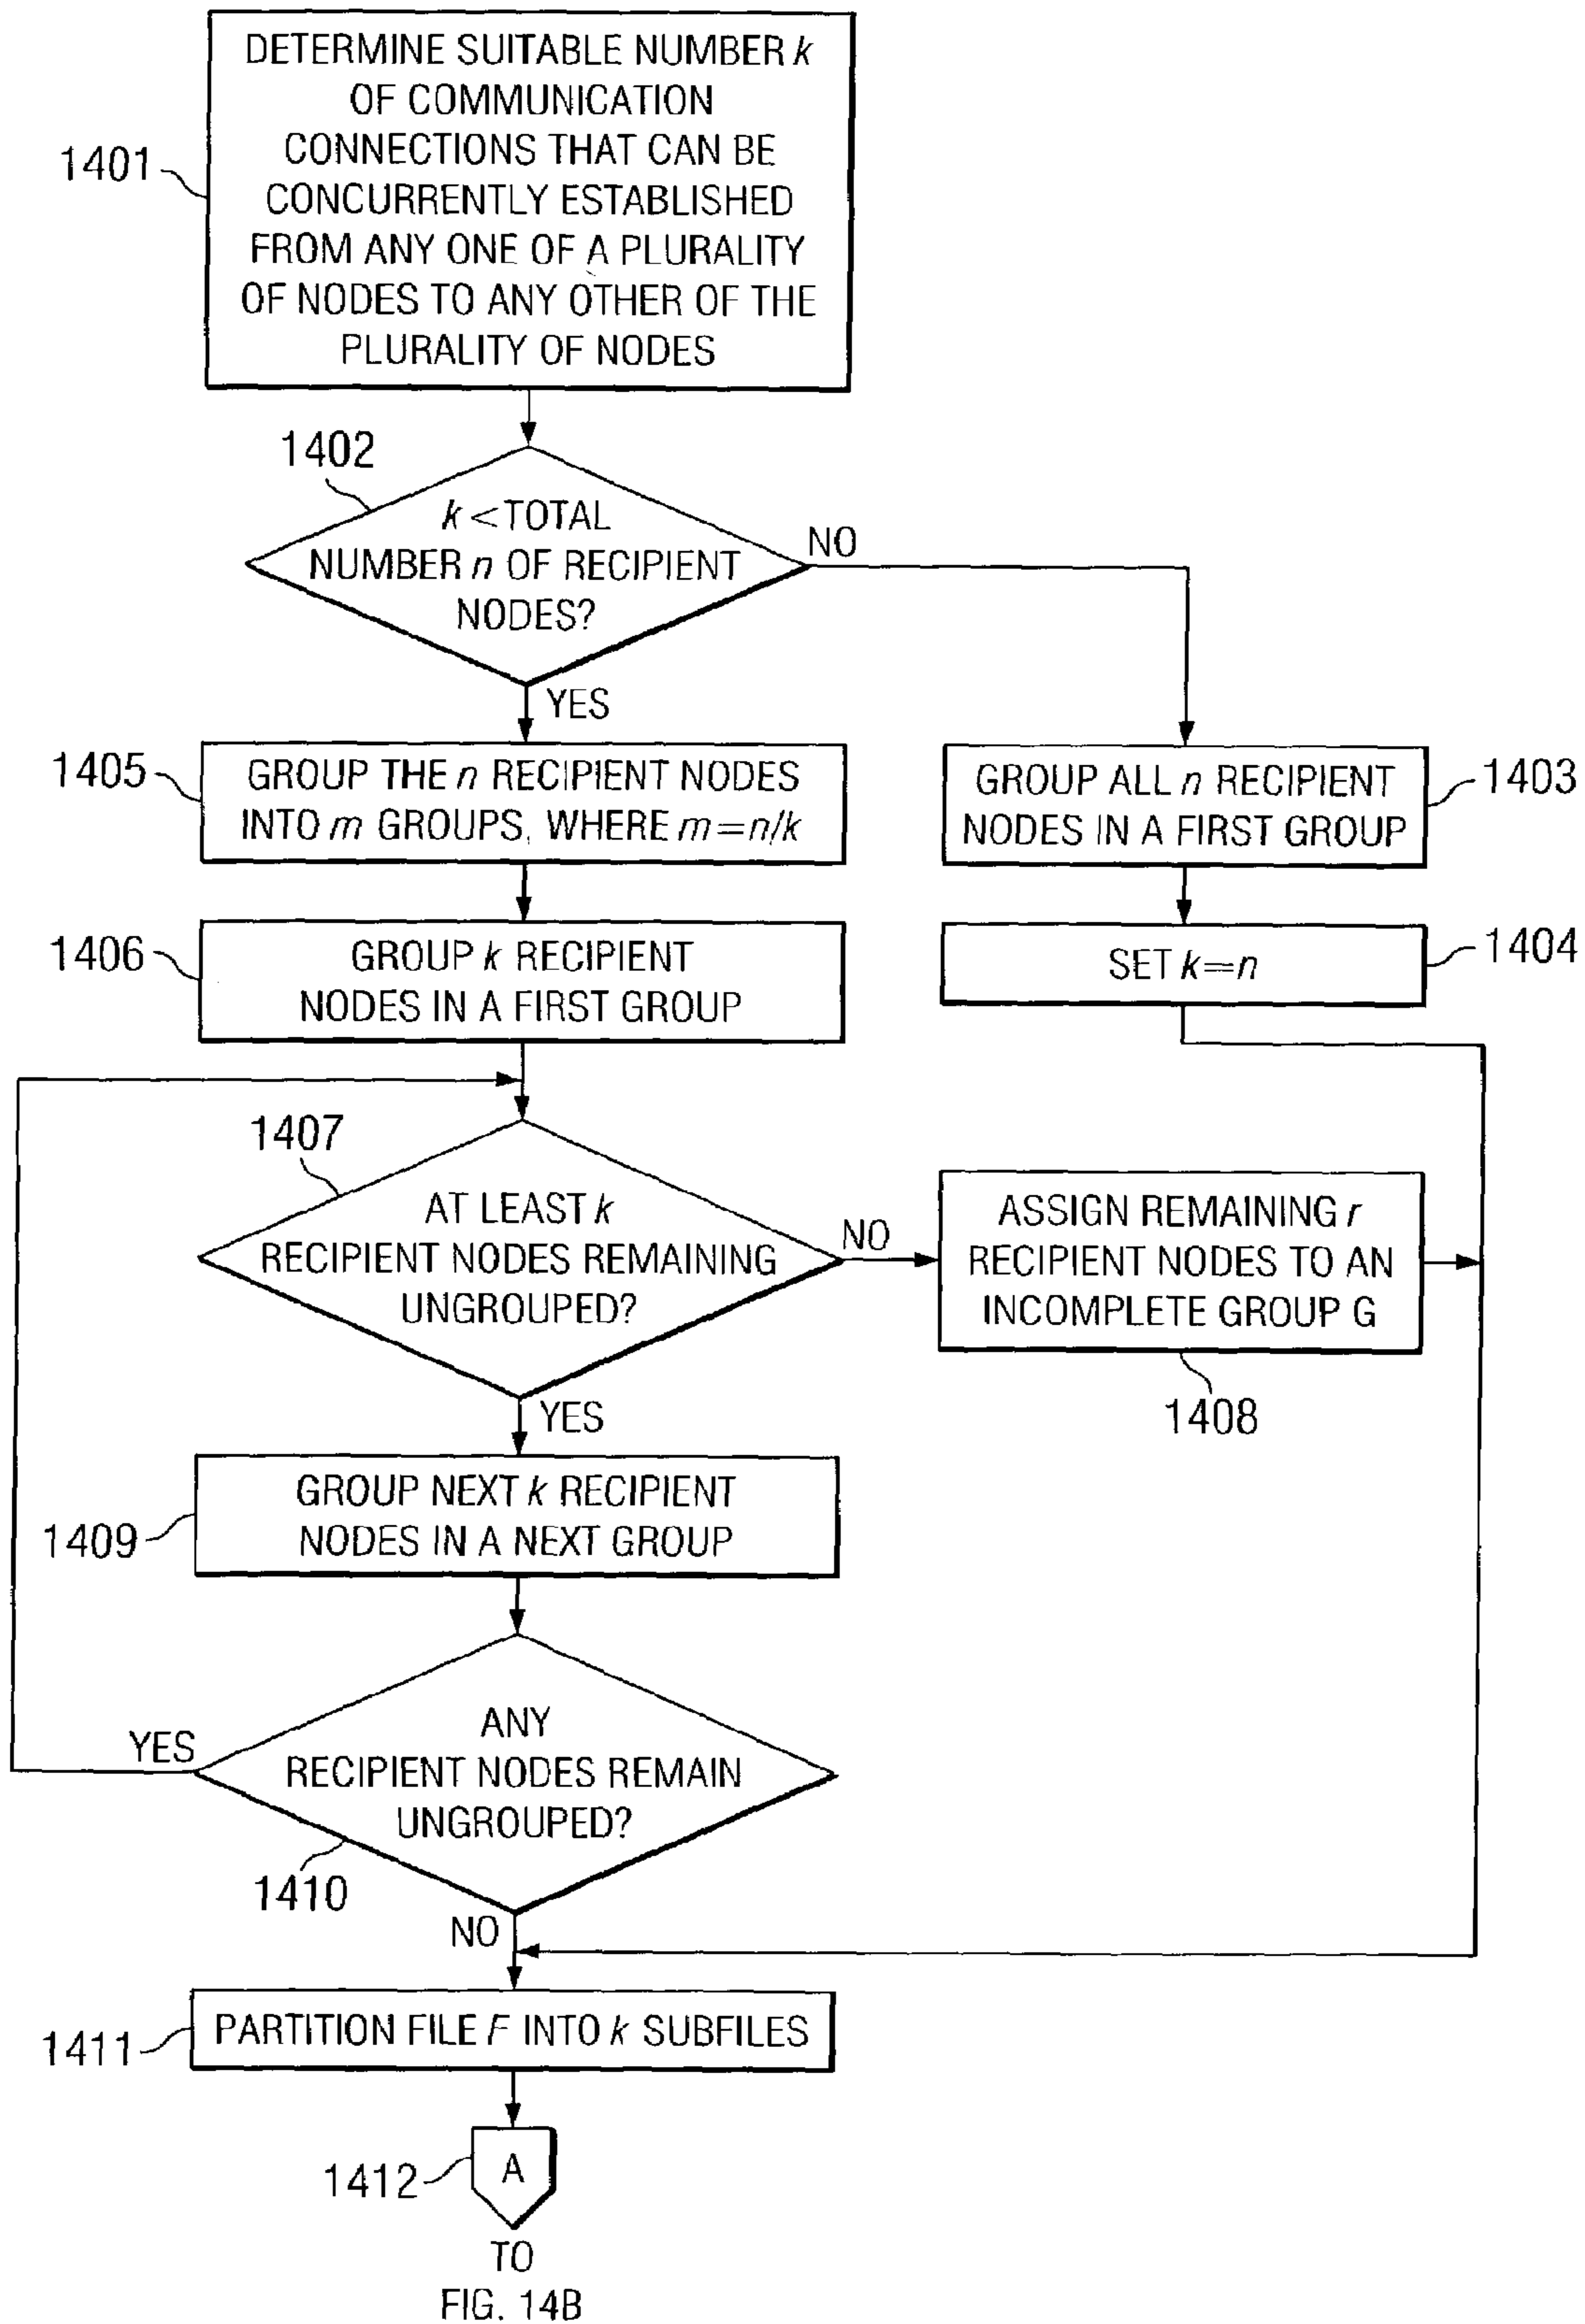 DETERMINE SUITABLE NUMBER k
OF COMMUNICATION
CONNECTIONS THAT CAN BE
CONCURRENTLY ESTABLISHED
FROM ANY ONE OF A PLURALITY
OF NODES TO ANY OTHER OF THE
PLURALITY OF NODES
1401
1402
k<TOTAL
NUMBER n OF RECIPIENT
NODES?
NO
YES
1405
GROUP THE n RECIPIENT NODES
INTO m GROUPS, WHERE m=n/k
GROUP ALL n RECIPIENT
NODES IN A FIRST GROUP
1403
1406
GROUP k RECIPIENT
NODES IN A FIRST GROUP
SET k=n
1404
1407
AT LEAST k
RECIPIENT NODES REMAINING
UNGROUPED?
NO
ASSIGN REMAINING r
RECIPIENT NODES TO AN
INCOMPLETE GROUP G
1408
YES
1409
GROUP NEXT k RECIPIENT
NODES IN A NEXT GROUP
YES
ANY
RECIPIENT NODES REMAIN
UNGROUPED?
1410
NO
1411
PARTITION FILE F INTO k SUBFILES
1412
A
TO
FIG. 14B